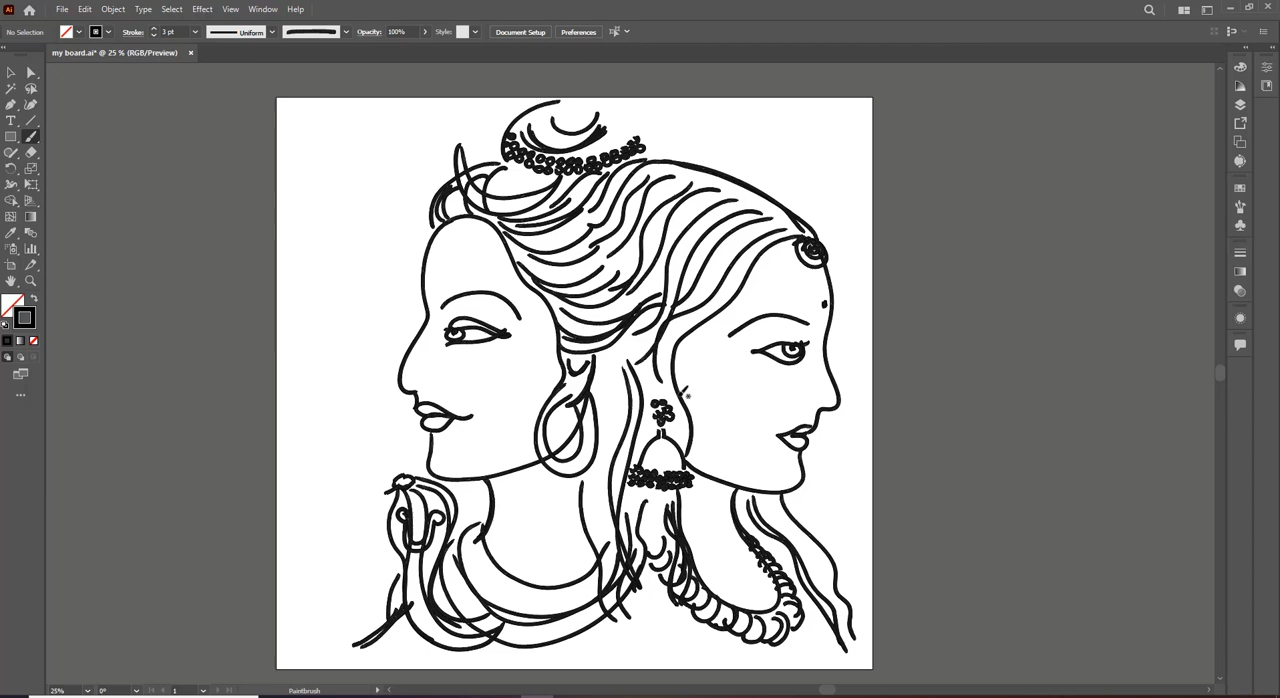 Ai File Edit Object Type Select Effect View Window Help
No Selection Stroke: 3 pt Uniform Opacity: 100% Style: Document Setup Preferences
my board.ai* @ 25 % (RGB/Preview) ×
25% 0° 1 Paintbrush